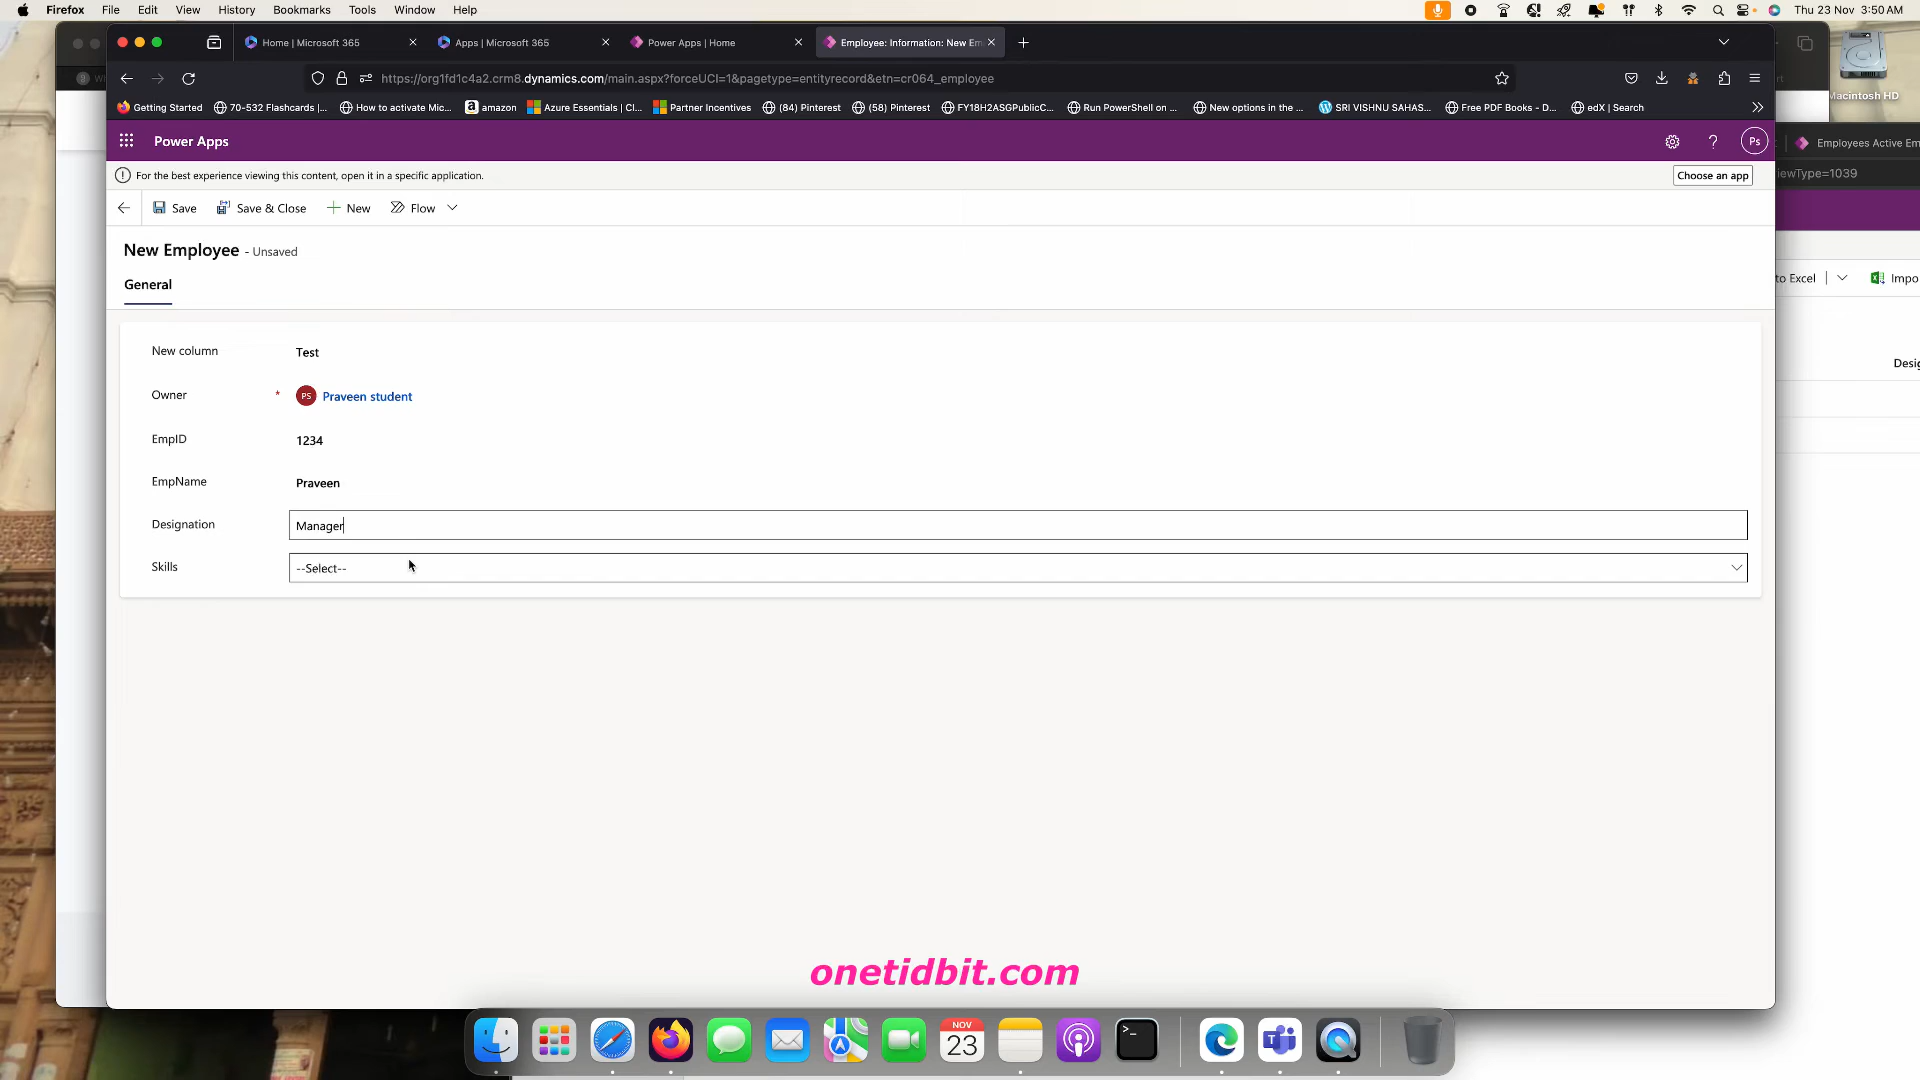 Firefox File Edit View History Bookmarks Tools Window Help
Thu 23 Nov 3:50 AM
Home | Microsoft 365
Apps | Microsoft 365
Power Apps | Home
Employee: Information: New Em
https://org1fd1c4a2.crm8.dynamics.com/main.aspx?forceUCI=1&pagetype=entityrecord&etn=cr064_employee
Getting Started
70-532 Flashcards |...
How to activate Mic...
amazon
Azure Essentials | Cl...
Partner Incentives
(84) Pinterest
(58) Pinterest
FY18H2ASGPublicC...
Run PowerShell on ...
New options in the ...
SRI VISHNU SAHAS...
Free PDF Books - D...
edX | Search
Macintosh HD
Employees Active Em
iewType=1039
Power Apps
Ps
For the best experience viewing this content, open it in a specific application.
Choose an app
Save
Save & Close
New
Flow
New Employee - Unsaved
General
to Excel
Impo
Desig
New column
Test
Owner *
PS Praveen student
EmpID
1234
EmpName
Praveen
Designation
Manager
Skills
--Select--
onetidbit.com
NOV
23